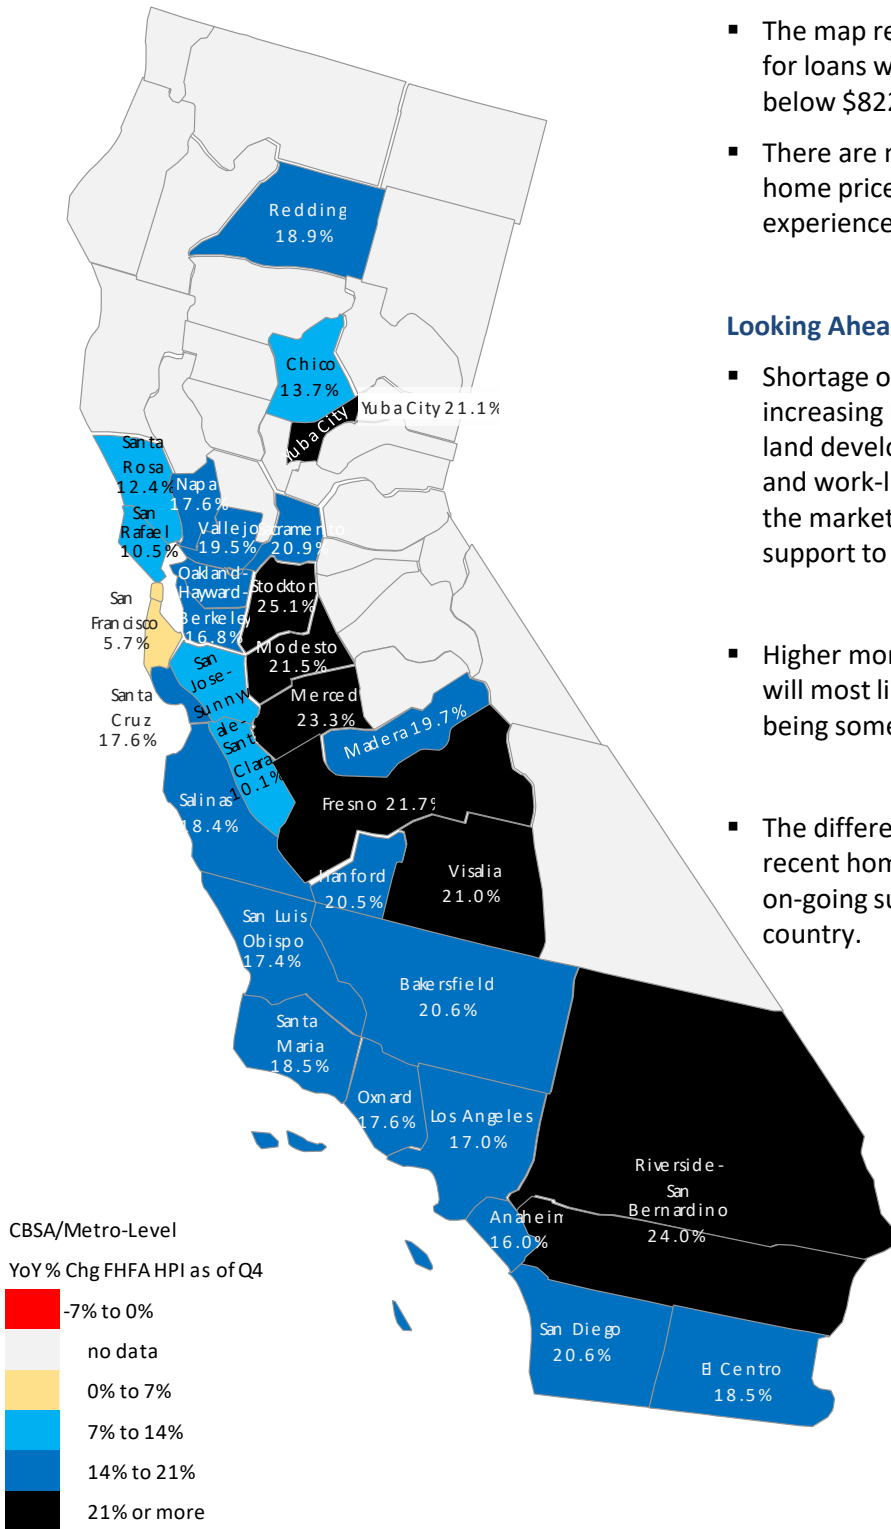 ▪ The map re
for loans w
below $822
▪ There are r
home price
experience
Looking Ahea
▪ Shortage o
increasing
land develo
and work-l
the market
support to
▪ Higher mor
will most li
being some
▪ The differe
recent hom
on-going su
country.
Redding
18.9%
Chico
13.7%
Yuba City
Yuba City 21.1%
Santa
Rosa
12.4%
Napa
17.6%
San
Rafael
10.5%
Vallejo
19.5%
Sacramento
20.9%
Oakland-
Hayward-
Berkeley
16.8%
Stockton
25.1%
San
Francisco
5.7%
Modesto
21.5%
San
Jose-
Sunnyv
ale-
Santa
Clara
10.1%
Merced
23.3%
Santa
Cruz
17.6%
Madera 19.7%
Salinas
18.4%
Fresno 21.7%
Hanford
20.5%
Visalia
21.0%
San Luis
Obispo
17.4%
Bakersfield
20.6%
Santa
Maria
18.5%
Oxnard
17.6%
Los Angeles
17.0%
Riverside-
San
Bernardino
24.0%
Anaheim
16.0%
San Diego
20.6%
El Centro
18.5%
CBSA/Metro-Level
YoY % Chg FHFA HPI as of Q4
-7% to 0%
no data
0% to 7%
7% to 14%
14% to 21%
21% or more